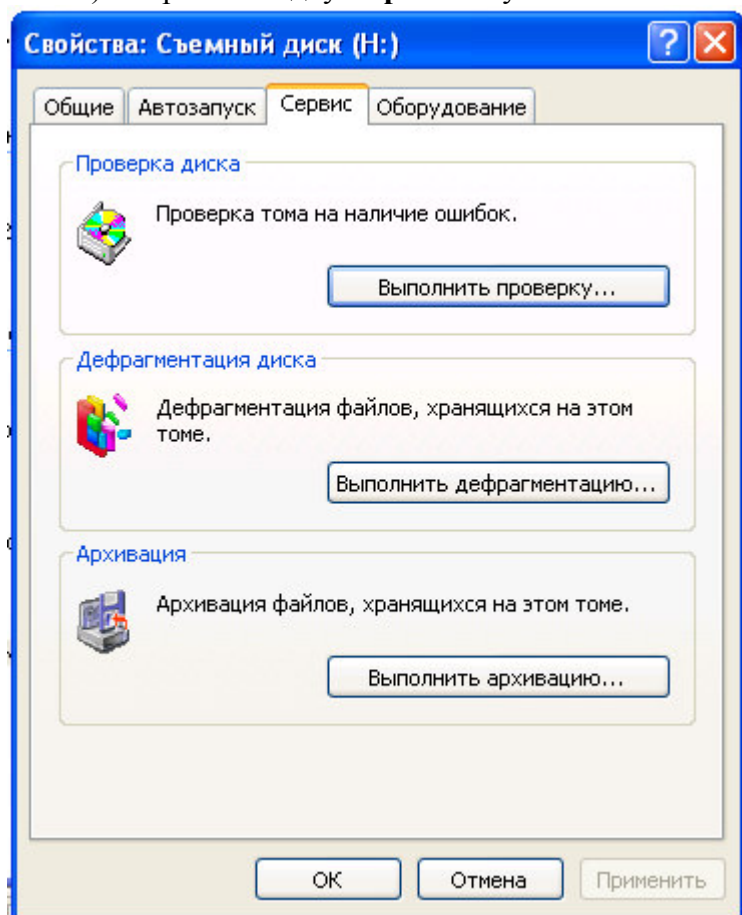 Свойства: Съемный диск (H:)
Общие Автозапуск Сервис Оборудование
Проверка диска
Проверка тома на наличие ошибок.
Выполнить проверку...
Дефрагментация диска
Дефрагментация файлов, хранящихся на этом
томе.
Выполнить дефрагментацию...
Архивация
Архивация файлов, хранящихся на этом томе.
Выполнить архивацию...
ОК Отмена Применить